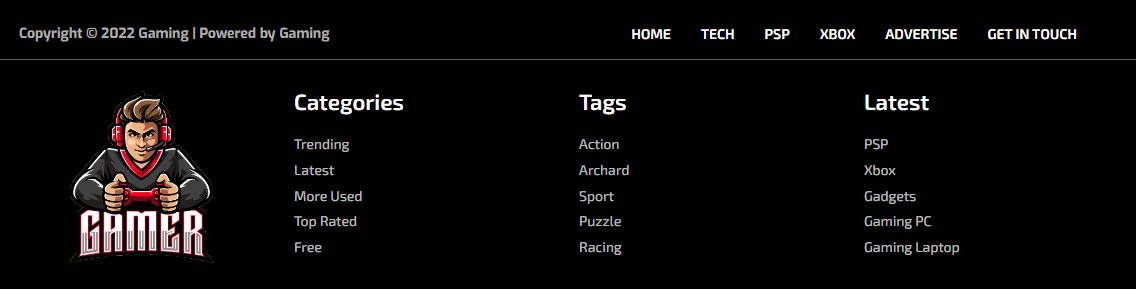 Copyright © 2022 Gaming | Powered by Gaming
HOME TECH PSP XBOX ADVERTISE GET IN TOUCH
GAMER
Categories
Trending
Latest
More Used
Top Rated
Free
Tags
Action
Archard
Sport
Puzzle
Racing
Latest
PSP
Xbox
Gadgets
Gaming PC
Gaming Laptop